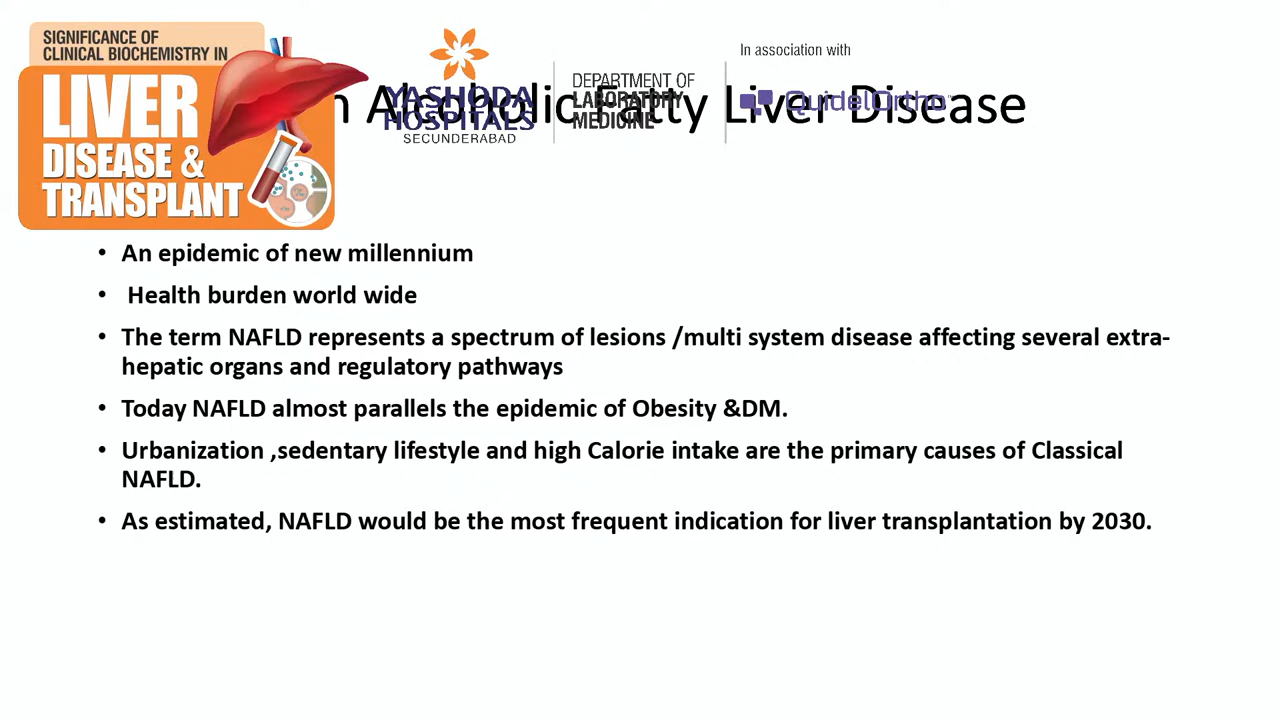 SIGNIFICANCE OF
CLINICAL BIOCHEMISTRY IN
LIVER
DISEASE &
TRANSPLANT
YASHODA
HOSPITALS
SECUNDERABAD
DEPARTMENT OF
LABORATORY
MEDICINE
In association with
QuidelOrtho
n Alcoholic Fatty Liver Disease
• An epidemic of new millennium
• Health burden world wide
• The term NAFLD represents a spectrum of lesions /multi system disease affecting several extra-
hepatic organs and regulatory pathways
• Today NAFLD almost parallels the epidemic of Obesity &DM.
• Urbanization ,sedentary lifestyle and high Calorie intake are the primary causes of Classical
NAFLD.
• As estimated, NAFLD would be the most frequent indication for liver transplantation by 2030.